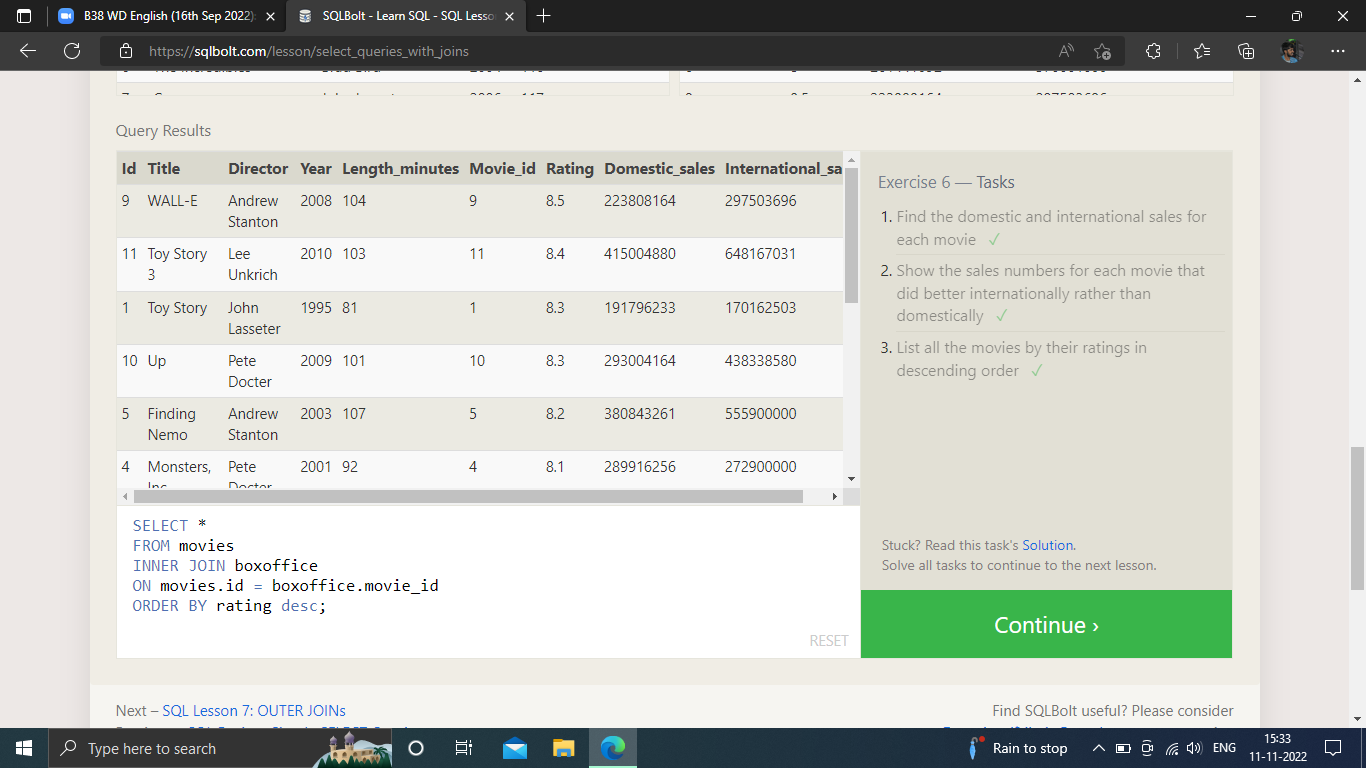 B38 WD English (16th Sep 2022)
SQLBolt - Learn SQL - SQL Lesso
https://sqlbolt.com/lesson/select_queries_with_joins
Query Results
Id Title Director Year Length_minutes Movie_id Rating Domestic_sales International_sa
9 WALL-E Andrew Stanton 2008 104 9 8.5 223808164 297503696
11 Toy Story 3 Lee Unkrich 2010 103 11 8.4 415004880 648167031
1 Toy Story John Lasseter 1995 81 1 8.3 191796233 170162503
10 Up Pete Docter 2009 101 10 8.3 293004164 438338580
5 Finding Nemo Andrew Stanton 2003 107 5 8.2 380843261 555900000
4 Monsters, Inc. Pete Docter 2001 92 4 8.1 289916256 272900000
SELECT *
FROM movies
INNER JOIN boxoffice
ON movies.id = boxoffice.movie_id
ORDER BY rating desc;
RESET
Exercise 6 — Tasks
1. Find the domestic and international sales for
each movie ✓
2. Show the sales numbers for each movie that
did better internationally rather than
domestically ✓
3. List all the movies by their ratings in
descending order ✓
Stuck? Read this task's Solution.
Solve all tasks to continue to the next lesson.
Continue ›
Next – SQL Lesson 7: OUTER JOINs
Find SQLBolt useful? Please consider
Type here to search
Rain to stop
ENG
15:33
11-11-2022